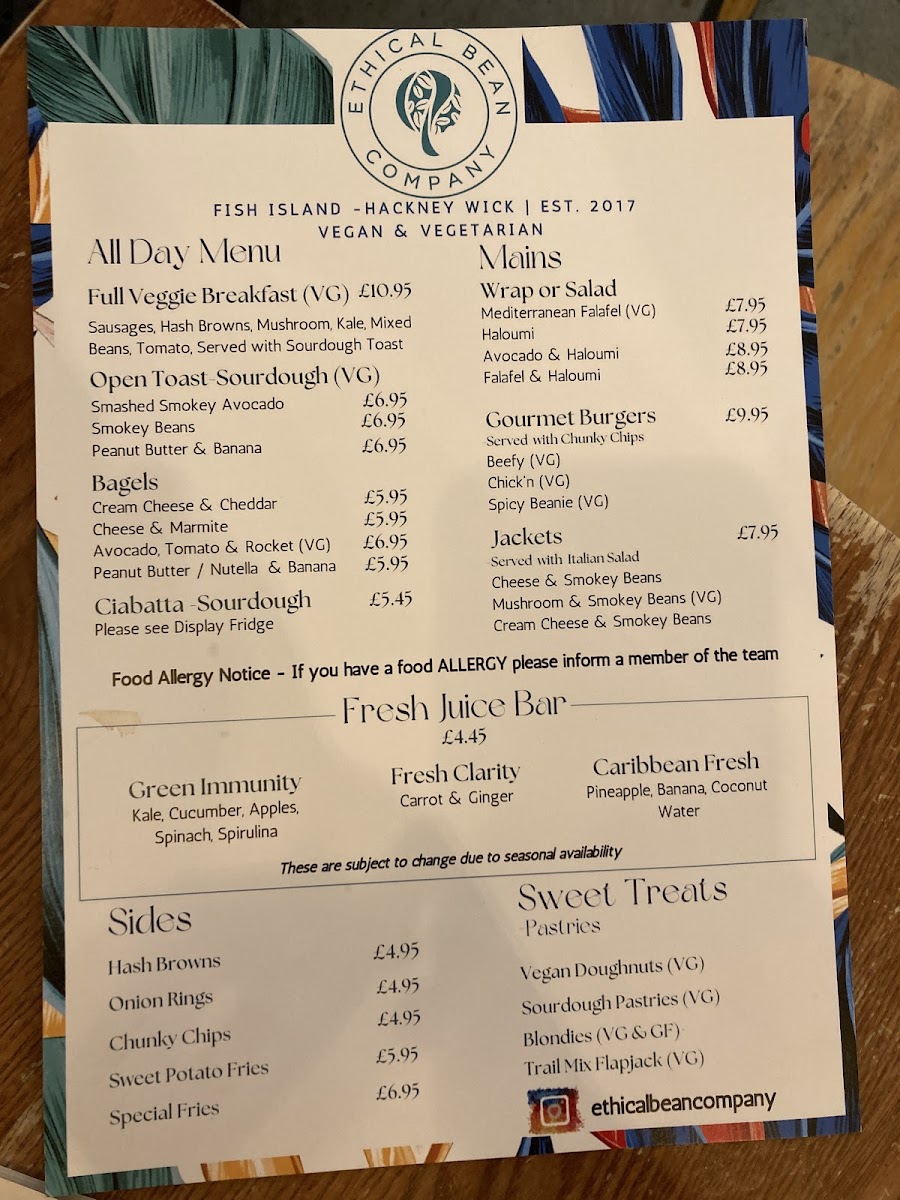 ETHICAL BEAN
COMPANY
FISH ISLAND -HACKNEY WICK | EST. 2017
VEGAN & VEGETARIAN
All Day Menu
Full Veggie Breakfast (VG) £10.95
Sausages, Hash Browns, Mushroom, Kale, Mixed
Beans, Tomato, Served with Sourdough Toast
Open Toast-Sourdough (VG)
Smashed Smokey Avocado £6.95
Smokey Beans £6.95
Peanut Butter & Banana £6.95
Bagels
Cream Cheese & Cheddar £5.95
Cheese & Marmite £5.95
Avocado, Tomato & Rocket (VG) £6.95
Peanut Butter / Nutella & Banana £5.95
Ciabatta -Sourdough £5.45
Please see Display Fridge
Mains
Wrap or Salad
Mediterranean Falafel (VG) £7.95
Haloumi £7.95
Avocado & Haloumi £8.95
Falafel & Haloumi £8.95
Gourmet Burgers £9.95
Served with Chunky Chips
Beefy (VG)
Chick'n (VG)
Spicy Beanie (VG)
Jackets £7.95
Served with Italian Salad
Cheese & Smokey Beans
Mushroom & Smokey Beans (VG)
Cream Cheese & Smokey Beans
Food Allergy Notice - If you have a food ALLERGY please inform a member of the team
Fresh Juice Bar
£4.45
Green Immunity
Kale, Cucumber, Apples,
Spinach, Spirulina
Fresh Clarity
Carrot & Ginger
Caribbean Fresh
Pineapple, Banana, Coconut
Water
These are subject to change due to seasonal availability
Sides
Hash Browns £4.95
Onion Rings £4.95
Chunky Chips £4.95
Sweet Potato Fries £5.95
Special Fries £6.95
Sweet Treats
-Pastries
Vegan Doughnuts (VG)
Sourdough Pastries (VG)
Blondies (VG & GF)
Trail Mix Flapjack (VG)
ethicalbeancompany